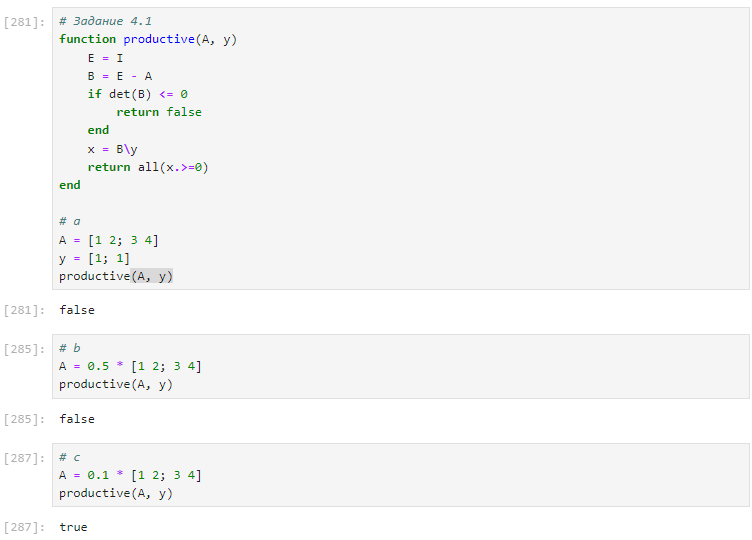 [281]: # Задание 4.1
function productive(A, y)
    E = I
    B = E - A
    if det(B) <= 0
        return false
    end
    x = B\y
    return all(x.>=0)
end

# a
A = [1 2; 3 4]
y = [1; 1]
productive(A, y)
[281]: false
[285]: # b
A = 0.5 * [1 2; 3 4]
productive(A, y)
[285]: false
[287]: # c
A = 0.1 * [1 2; 3 4]
productive(A, y)
[287]: true